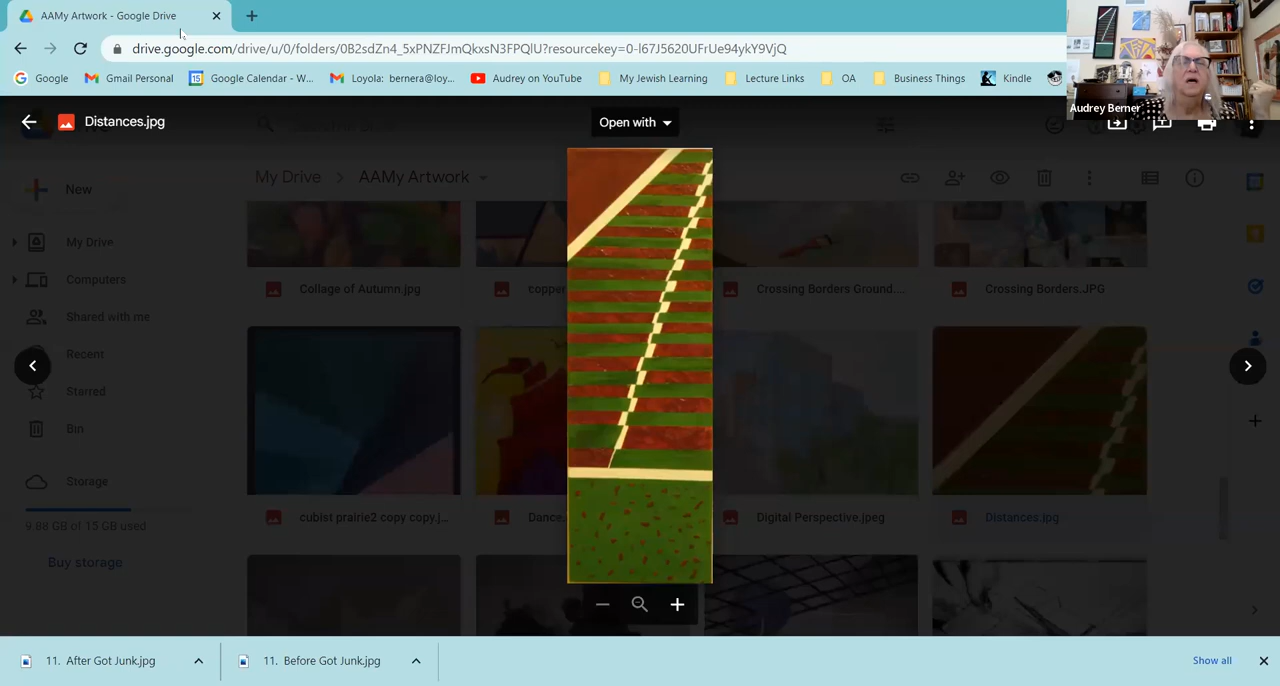 AAMy Artwork - Google Drive
drive.google.com/drive/u/0/folders/0B2sIZn4_5xPNZFJmQkxsN3FPQlU?resourcekey=0-I67J5620UFrUe94ykY9VjQ
Google
Gmail Personal
15
Google Calendar - W...
Loyola: bernera@loy...
Audrey on YouTube
My Jewish Learning
Lecture Links
OA
Business Things
Kindle
Audrey Berner
Distances.jpg
Open with
New
My Drive
AAMy Artwork
My Drive
Computers
Shared with me
Recent
Starred
Bin
Storage
9.88 GB of 15 GB used
Buy storage
Collage of Autumn.jpg
Crossing Borders Ground....
Crossing Borders.JPG
cubist prairie2 copy copy.j...
Digital Perspective.jpeg
Distances.jpg
11. After Got Junk.jpg
11. Before Got Junk.jpg
Show all